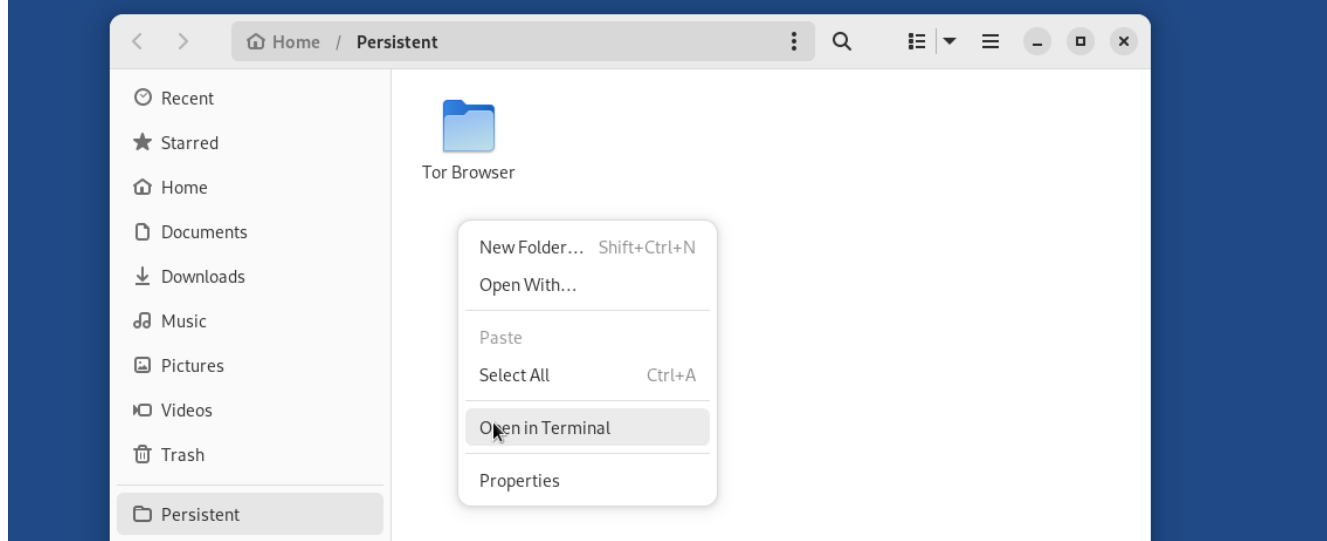 Home / Persistent
Recent
Starred
Home
Documents
Downloads
Music
Pictures
Videos
Trash
Persistent
Tor Browser
New Folder… Shift+Ctrl+N
Open With…
Paste
Select All Ctrl+A
Open in Terminal
Properties